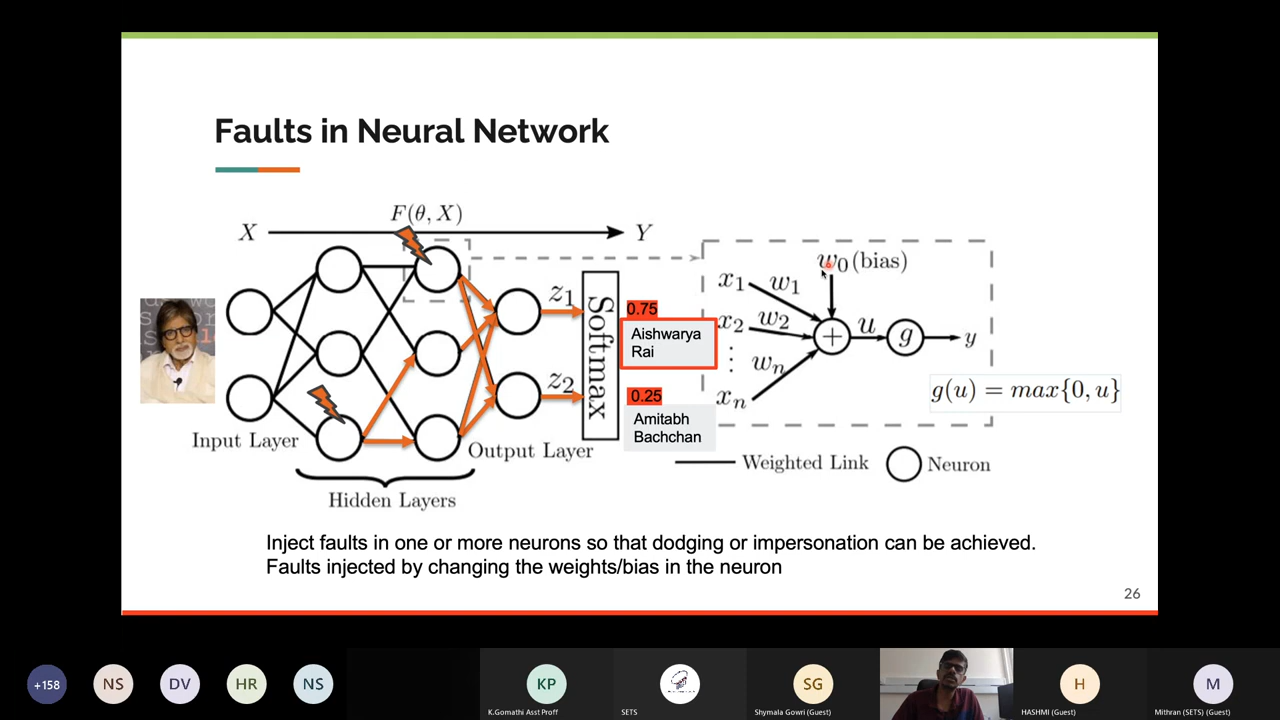 Faults in Neural Network
F(θ, X)
X
Y
w0(bias)
x1
w1
x2
w2
⋮
wn
xn
+
u
g
y
g(u) = max{0, u}
z1
z2
Softmax
0.75
Aishwarya
Rai
0.25
Amitabh
Bachchan
Input Layer
Output Layer
Hidden Layers
Weighted Link
Neuron
Inject faults in one or more neurons so that dodging or impersonation can be achieved.
Faults injected by changing the weights/bias in the neuron
26
+158
NS
DV
HR
NS
KP
K.Gomathi Asst Proff
SETS
SG
Shymala Gowri (Guest)
H
HASHMI (Guest)
M
Mithran (SETS) (Guest)